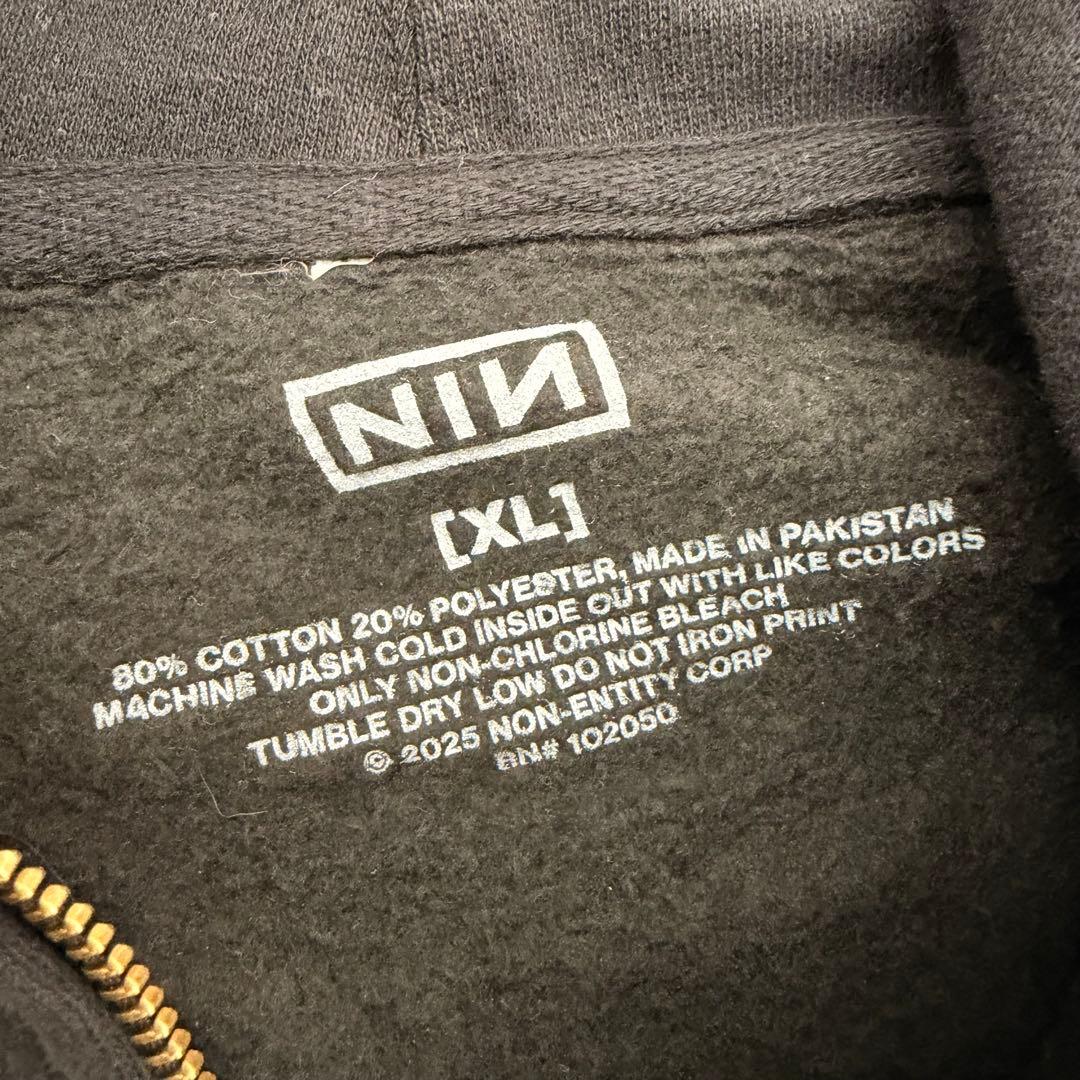 NIN
[XL]
80% COTTON 20% POLYESTER, MADE IN PAKISTAN
MACHINE WASH COLD INSIDE OUT WITH LIKE COLORS
ONLY NON-CHLORINE BLEACH
TUMBLE DRY LOW DO NOT IRON PRINT
© 2025 NON-ENTITY CORP
RN# 102050